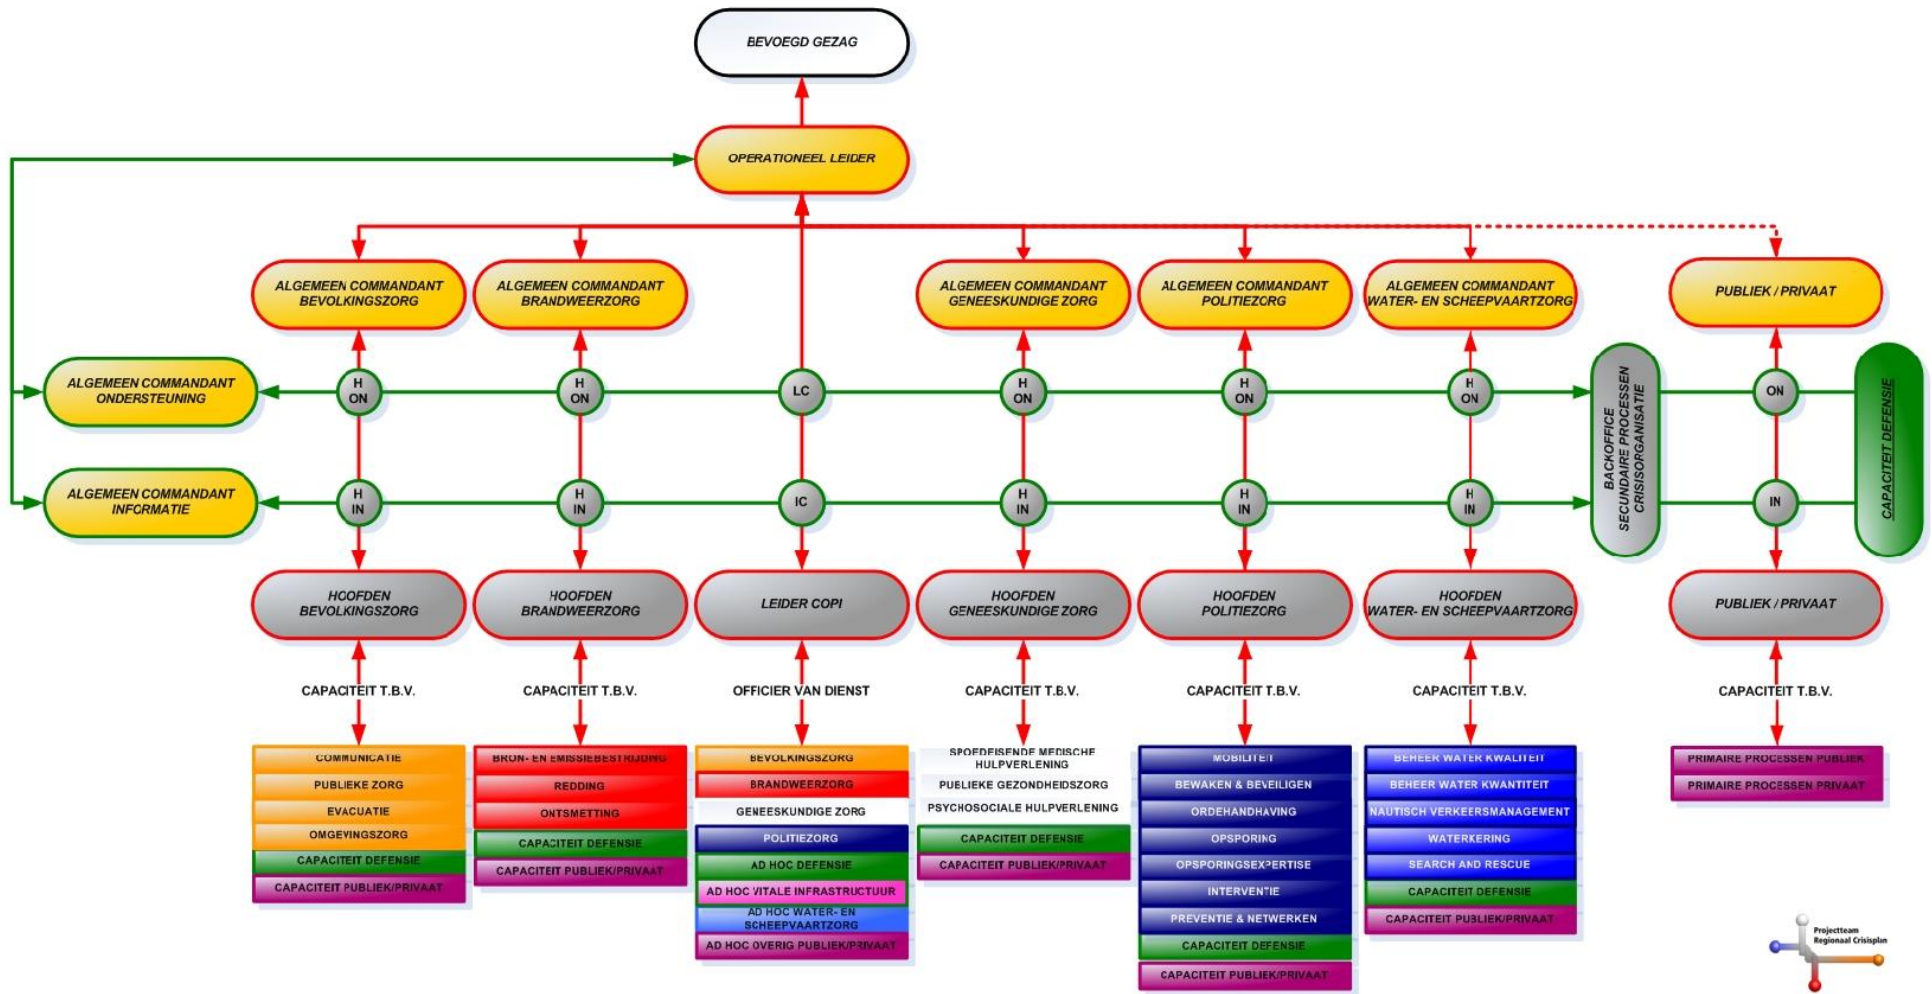 BEVOEGD GEZAG
OPERATIONEEL LEIDER
ALGEMEEN COMMANDANT
BEVOLKINGSZORG
ALGEMEEN COMMANDANT
BRANDWEERZORG
ALGEMEEN COMMANDANT
GENEESKUNDIGE ZORG
ALGEMEEN COMMANDANT
POLITIEZORG
ALGEMEEN COMMANDANT
WATER- EN SCHEEPVAARTZORG
PUBLIEK / PRIVAAT
ALGEMEEN COMMANDANT
ONDERSTEUNING
H
ON
H
ON
LC
H
ON
H
ON
H
ON
BACKOFFICE
SECUNDAIRE PROCESSEN
CRISISORGANISATIE
ON
CAPACITEIT DEFENSIE
ALGEMEEN COMMANDANT
INFORMATIE
H
IN
H
IN
IC
H
IN
H
IN
H
IN
IN
HOOFDEN
BEVOLKINGSZORG
HOOFDEN
BRANDWEERZORG
LEIDER COPI
HOOFDEN
GENEESKUNDIGE ZORG
HOOFDEN
POLITIEZORG
HOOFDEN
WATER- EN SCHEEPVAARTZORG
PUBLIEK / PRIVAAT
CAPACITEIT T.B.V.
CAPACITEIT T.B.V.
OFFICIER VAN DIENST
CAPACITEIT T.B.V.
CAPACITEIT T.B.V.
CAPACITEIT T.B.V.
CAPACITEIT T.B.V.
COMMUNICATIE
PUBLIEKE ZORG
EVACUATIE
OMGEVINGSZORG
CAPACITEIT DEFENSIE
CAPACITEIT PUBLIEK/PRIVAAT
BRON- EN EMISSIEBESTRIJDING
REDDING
ONTSMETTING
CAPACITEIT DEFENSIE
CAPACITEIT PUBLIEK/PRIVAAT
BEVOLKINGSZORG
BRANDWEERZORG
GENEESKUNDIGE ZORG
POLITIEZORG
AD HOC DEFENSIE
AD HOC VITALE INFRASTRUCTUUR
AD HOC WATER- EN
SCHEEPVAARTZORG
AD HOC OVERIG PUBLIEK/PRIVAAT
SPOEDEISENDE MEDISCHE
HULPVERLENING
PUBLIEKE GEZONDHEIDSZORG
PSYCHOSOCIALE HULPVERLENING
CAPACITEIT DEFENSIE
CAPACITEIT PUBLIEK/PRIVAAT
MOBILITEIT
BEWAKEN & BEVEILIGEN
ORDEHANDHAVING
OPSPORING
OPSPORINGSEXPERTISE
INTERVENTIE
PREVENTIE & NETWERKEN
CAPACITEIT DEFENSIE
CAPACITEIT PUBLIEK/PRIVAAT
BEHEER WATER KWALITEIT
BEHEER WATER KWANTITEIT
NAUTISCH VERKEERSMANAGEMENT
WATERKERING
SEARCH AND RESCUE
CAPACITEIT DEFENSIE
CAPACITEIT PUBLIEK/PRIVAAT
PRIMAIRE PROCESSEN PUBLIEK
PRIMAIRE PROCESSEN PRIVAAT
Projectteam
Regionaal Crisisplan